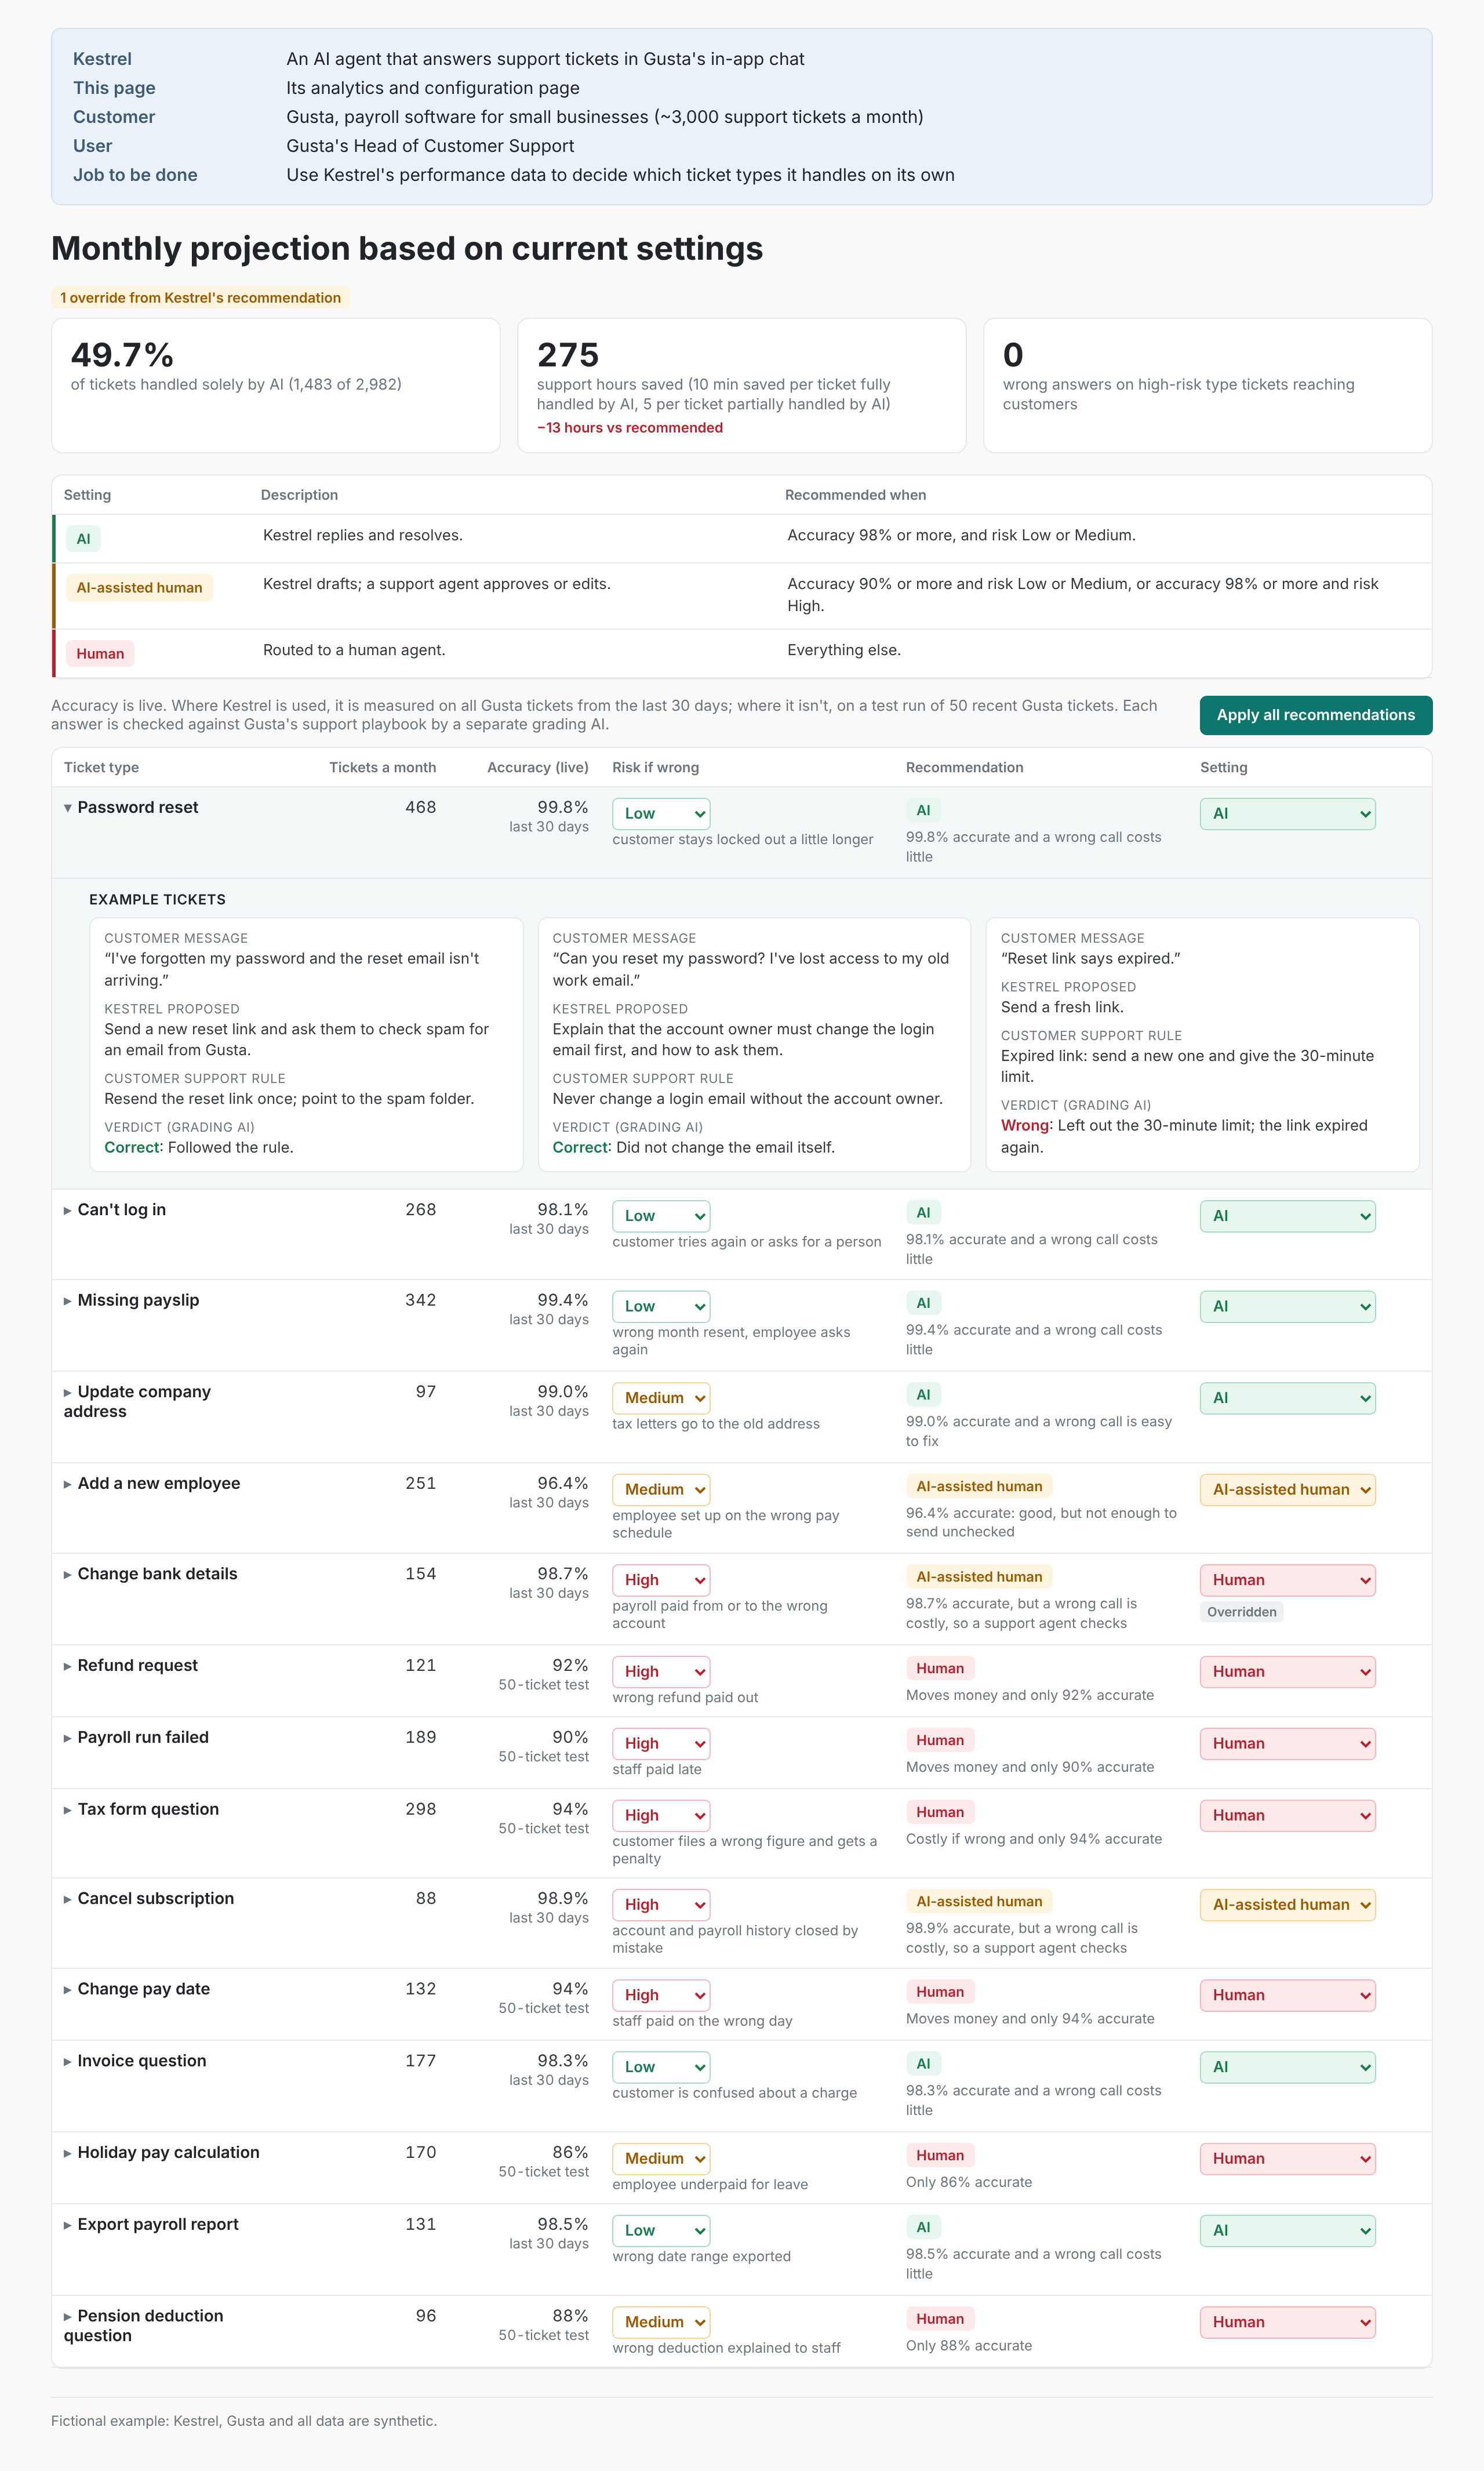 Kestrel An AI agent that answers support tickets in Gusta's in-app chat
This page Its analytics and configuration page
Customer Gusta, payroll software for small businesses (~3,000 support tickets a month)
User Gusta's Head of Customer Support
Job to be done Use Kestrel's performance data to decide which ticket types it handles on its own
Monthly projection based on current settings
1 override from Kestrel's recommendation
49.7%
of tickets handled solely by AI (1,483 of 2,982)
275
support hours saved (10 min saved per ticket fully
handled by AI, 5 per ticket partially handled by AI)
−13 hours vs recommended
0
wrong answers on high-risk type tickets reaching
customers
Setting Description Recommended when
AI Kestrel replies and resolves. Accuracy 98% or more, and risk Low or Medium.
AI-assisted human Kestrel drafts; a support agent approves or edits. Accuracy 90% or more and risk Low or Medium, or accuracy 98% or more and risk
High.
Human Routed to a human agent. Everything else.
Accuracy is live. Where Kestrel is used, it is measured on all Gusta tickets from the last 30 days; where it isn't, on a test run of 50 recent Gusta tickets. Each
answer is checked against Gusta's support playbook by a separate grading AI.
Apply all recommendations
Ticket type Tickets a month Accuracy (live) Risk if wrong Recommendation Setting
▾ Password reset 468 99.8% Low AI AI
last 30 days customer stays locked out a little longer 99.8% accurate and a wrong call costs
little
EXAMPLE TICKETS
CUSTOMER MESSAGE
“I've forgotten my password and the reset email isn't
arriving.”
KESTREL PROPOSED
Send a new reset link and ask them to check spam for
an email from Gusta.
CUSTOMER SUPPORT RULE
Resend the reset link once; point to the spam folder.
VERDICT (GRADING AI)
Correct: Followed the rule.
CUSTOMER MESSAGE
“Can you reset my password? I've lost access to my old
work email.”
KESTREL PROPOSED
Explain that the account owner must change the login
email first, and how to ask them.
CUSTOMER SUPPORT RULE
Never change a login email without the account owner.
VERDICT (GRADING AI)
Correct: Did not change the email itself.
CUSTOMER MESSAGE
“Reset link says expired.”
KESTREL PROPOSED
Send a fresh link.
CUSTOMER SUPPORT RULE
Expired link: send a new one and give the 30-minute
limit.
VERDICT (GRADING AI)
Wrong: Left out the 30-minute limit; the link expired
again.
▸ Can't log in 268 98.1% Low AI AI
last 30 days customer tries again or asks for a person 98.1% accurate and a wrong call costs
little
▸ Missing payslip 342 99.4% Low AI AI
last 30 days wrong month resent, employee asks 99.4% accurate and a wrong call costs
again little
▸ Update company 97 99.0% Medium AI AI
address last 30 days tax letters go to the old address 99.0% accurate and a wrong call is easy
to fix
▸ Add a new employee 251 96.4% Medium AI-assisted human AI-assisted human
last 30 days employee set up on the wrong pay 96.4% accurate: good, but not enough to
schedule send unchecked
▸ Change bank details 154 98.7% High AI-assisted human Human
last 30 days payroll paid from or to the wrong 98.7% accurate, but a wrong call is Overridden
account costly, so a support agent checks
▸ Refund request 121 92% High Human Human
50-ticket test wrong refund paid out Moves money and only 92% accurate
▸ Payroll run failed 189 90% High Human Human
50-ticket test staff paid late Moves money and only 90% accurate
▸ Tax form question 298 94% High Human Human
50-ticket test customer files a wrong figure and gets a Costly if wrong and only 94% accurate
penalty
▸ Cancel subscription 88 98.9% High AI-assisted human AI-assisted human
last 30 days account and payroll history closed by 98.9% accurate, but a wrong call is
mistake costly, so a support agent checks
▸ Change pay date 132 94% High Human Human
50-ticket test staff paid on the wrong day Moves money and only 94% accurate
▸ Invoice question 177 98.3% Low AI AI
last 30 days customer is confused about a charge 98.3% accurate and a wrong call costs
little
▸ Holiday pay calculation 170 86% Medium Human Human
50-ticket test employee underpaid for leave Only 86% accurate
▸ Export payroll report 131 98.5% Low AI AI
last 30 days wrong date range exported 98.5% accurate and a wrong call costs
little
▸ Pension deduction 96 88% Medium Human Human
question 50-ticket test wrong deduction explained to staff Only 88% accurate
Fictional example: Kestrel, Gusta and all data are synthetic.